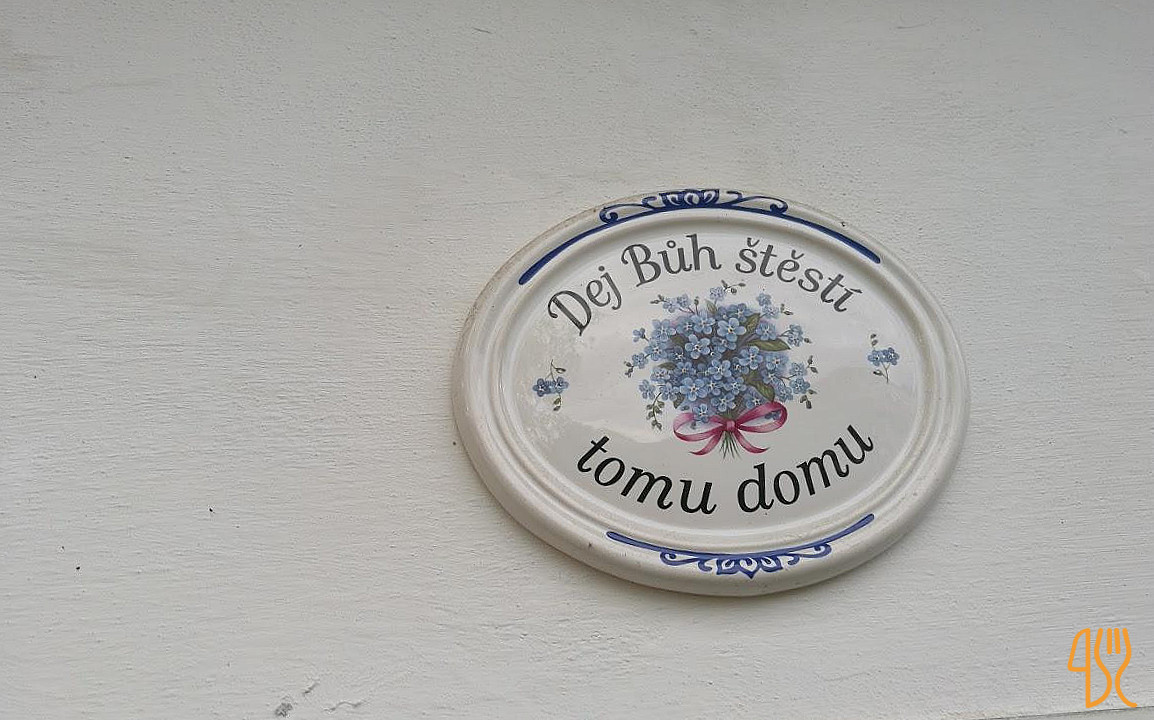 Dej Bůh štěstí
tomu domu